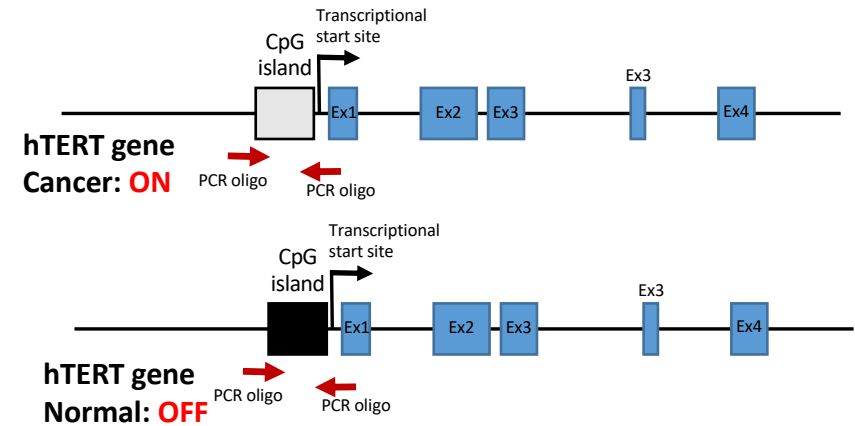 Transcriptional
start site
CpG
island
Ex1
Ex2
Ex3
Ex3
Ex4
hTERT gene
Cancer: ON
PCR oligo
PCR oligo
Transcriptional
start site
CpG
island
Ex1
Ex2
Ex3
Ex3
Ex4
hTERT gene
Normal: OFF
PCR oligo
PCR oligo